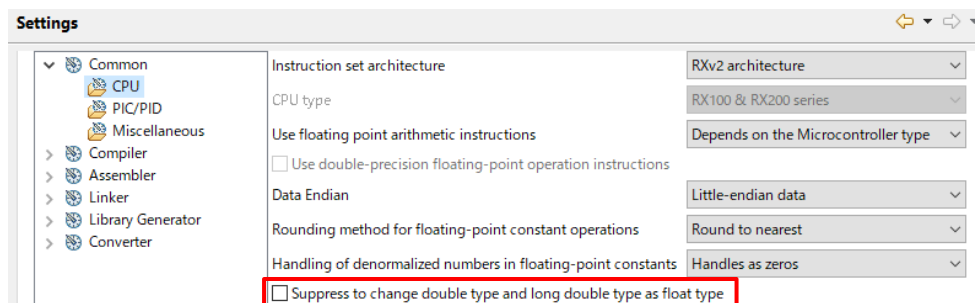 Settings
Common
CPU
PIC/PID
Miscellaneous
Compiler
Assembler
Linker
Library Generator
Converter
Instruction set architecture RXv2 architecture
CPU type RX100 & RX200 series
Use floating point arithmetic instructions Depends on the Microcontroller type
Use double-precision floating-point operation instructions
Data Endian Little-endian data
Rounding method for floating-point constant operations Round to nearest
Handling of denormalized numbers in floating-point constants Handles as zeros
Suppress to change double type and long double type as float type